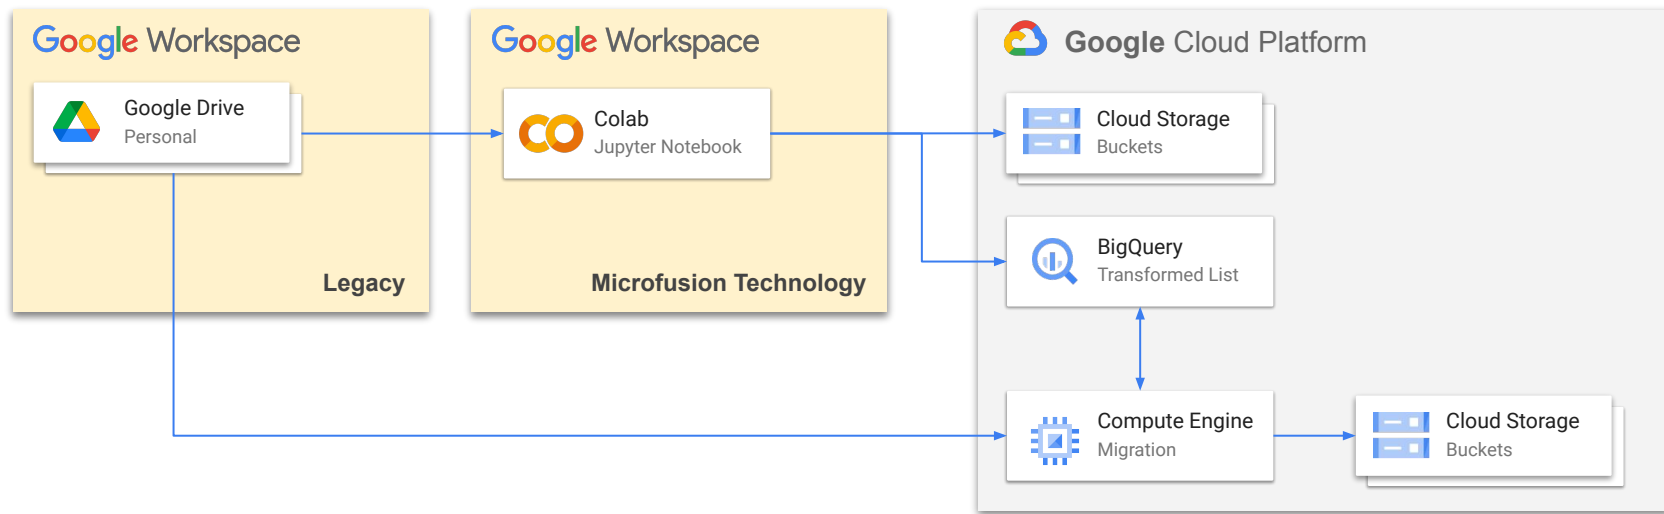 Google Workspace
Google Drive
Personal
Legacy
Google Workspace
Colab
Jupyter Notebook
Microfusion Technology
Google Cloud Platform
Cloud Storage
Buckets
BigQuery
Transformed List
Compute Engine
Migration
Cloud Storage
Buckets